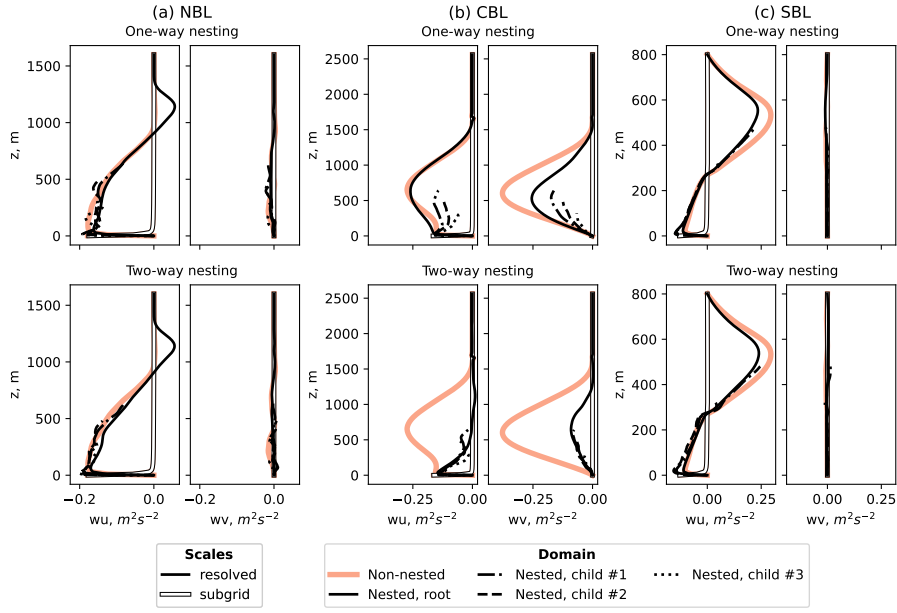 (a) NBL
(b) CBL
(c) SBL
One-way nesting
One-way nesting
One-way nesting
z, m
1500
1000
500
0
z, m
2500
2000
1500
1000
500
0
z, m
800
600
400
200
0
Two-way nesting
Two-way nesting
Two-way nesting
z, m
1500
1000
500
0
z, m
2500
2000
1500
1000
500
0
z, m
800
600
400
200
0
−0.2 0.0 −0.2 0.0
−0.25 0.00 −0.25 0.00
0.00 0.25 0.00 0.25
wu, m²s⁻² wv, m²s⁻²
wu, m²s⁻² wv, m²s⁻²
wu, m²s⁻² wv, m²s⁻²
Scales
resolved
subgrid
Domain
Non-nested
Nested, root
Nested, child #1
Nested, child #2
Nested, child #3